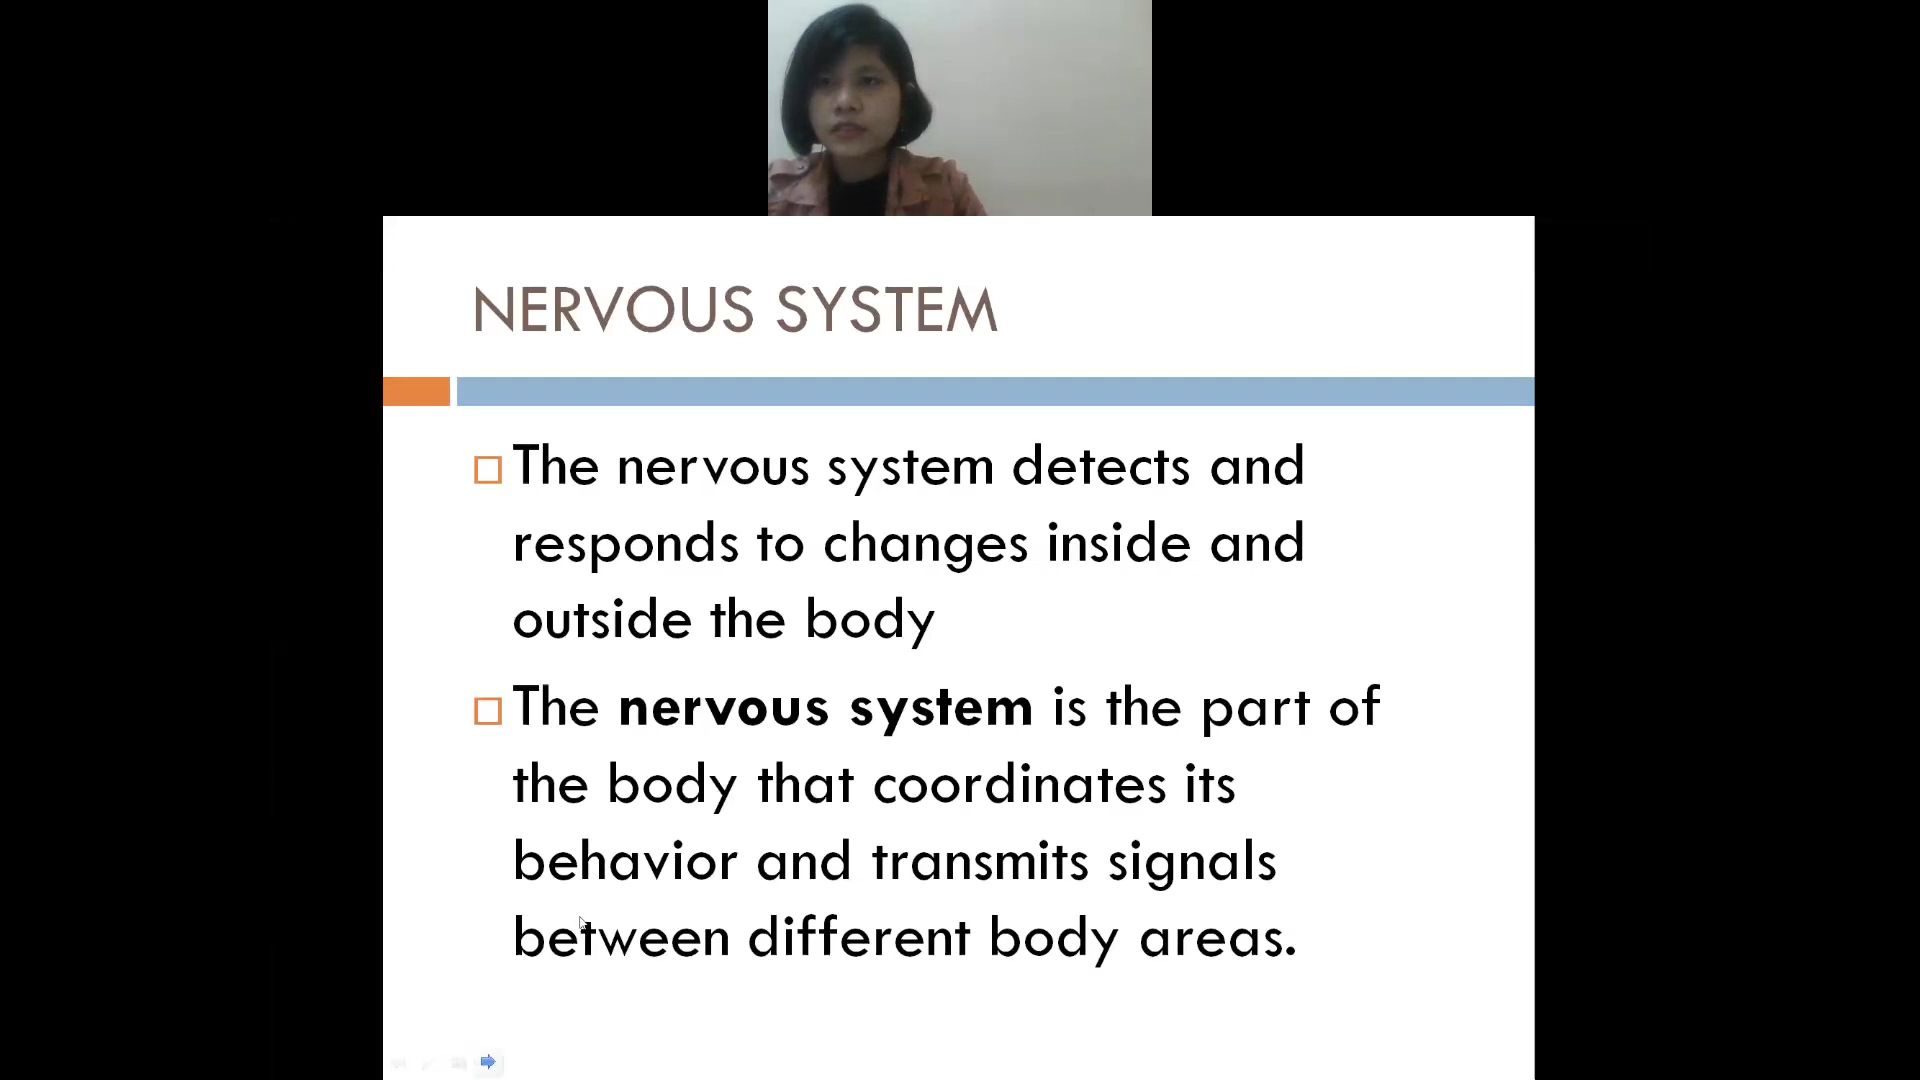 NERVOUS SYSTEM
The nervous system detects and
responds to changes inside and
outside the body
The nervous system is the part of
the body that coordinates its
behavior and transmits signals
between different body areas.